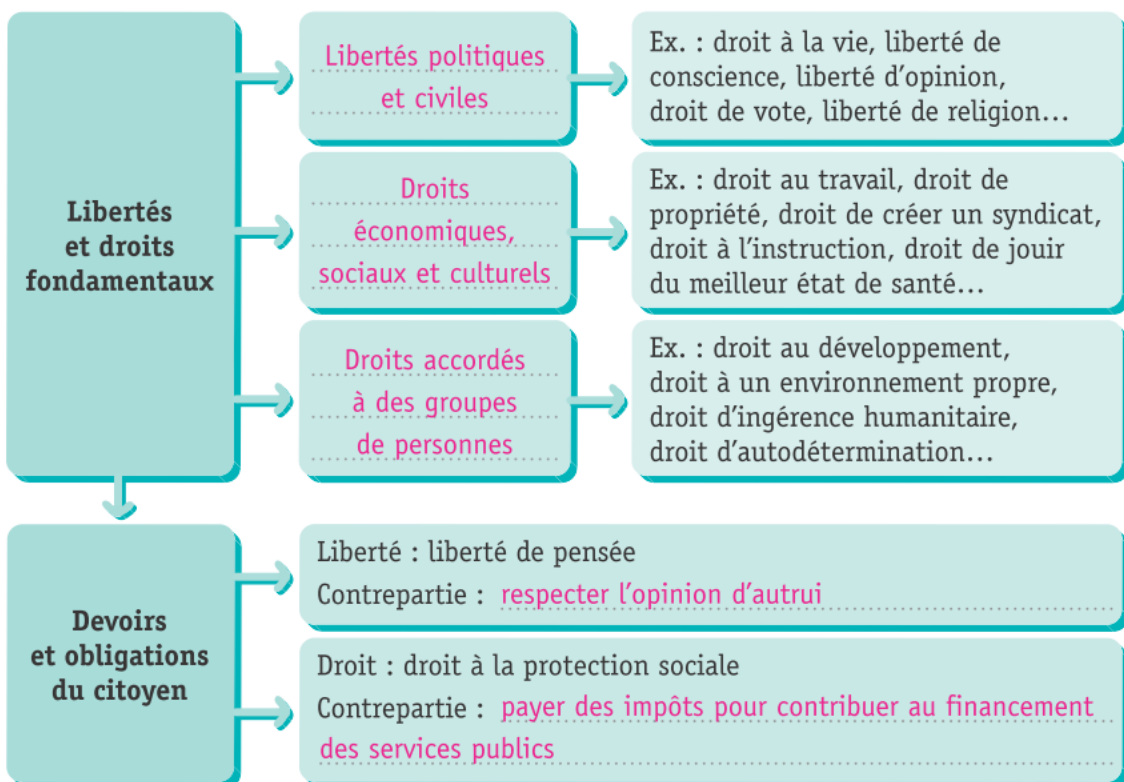 Libertés
et droits
fondamentaux
Libertés politiques
et civiles
Ex. : droit à la vie, liberté de
conscience, liberté d’opinion,
droit de vote, liberté de religion…
Droits
économiques,
sociaux et culturels
Ex. : droit au travail, droit de
propriété, droit de créer un syndicat,
droit à l’instruction, droit de jouir
du meilleur état de santé…
Droits accordés
à des groupes
de personnes
Ex. : droit au développement,
droit à un environnement propre,
droit d’ingérence humanitaire,
droit d’autodétermination…
Devoirs
et obligations
du citoyen
Liberté : liberté de pensée
Contrepartie : respecter l’opinion d’autrui
Droit : droit à la protection sociale
Contrepartie : payer des impôts pour contribuer au financement
des services publics